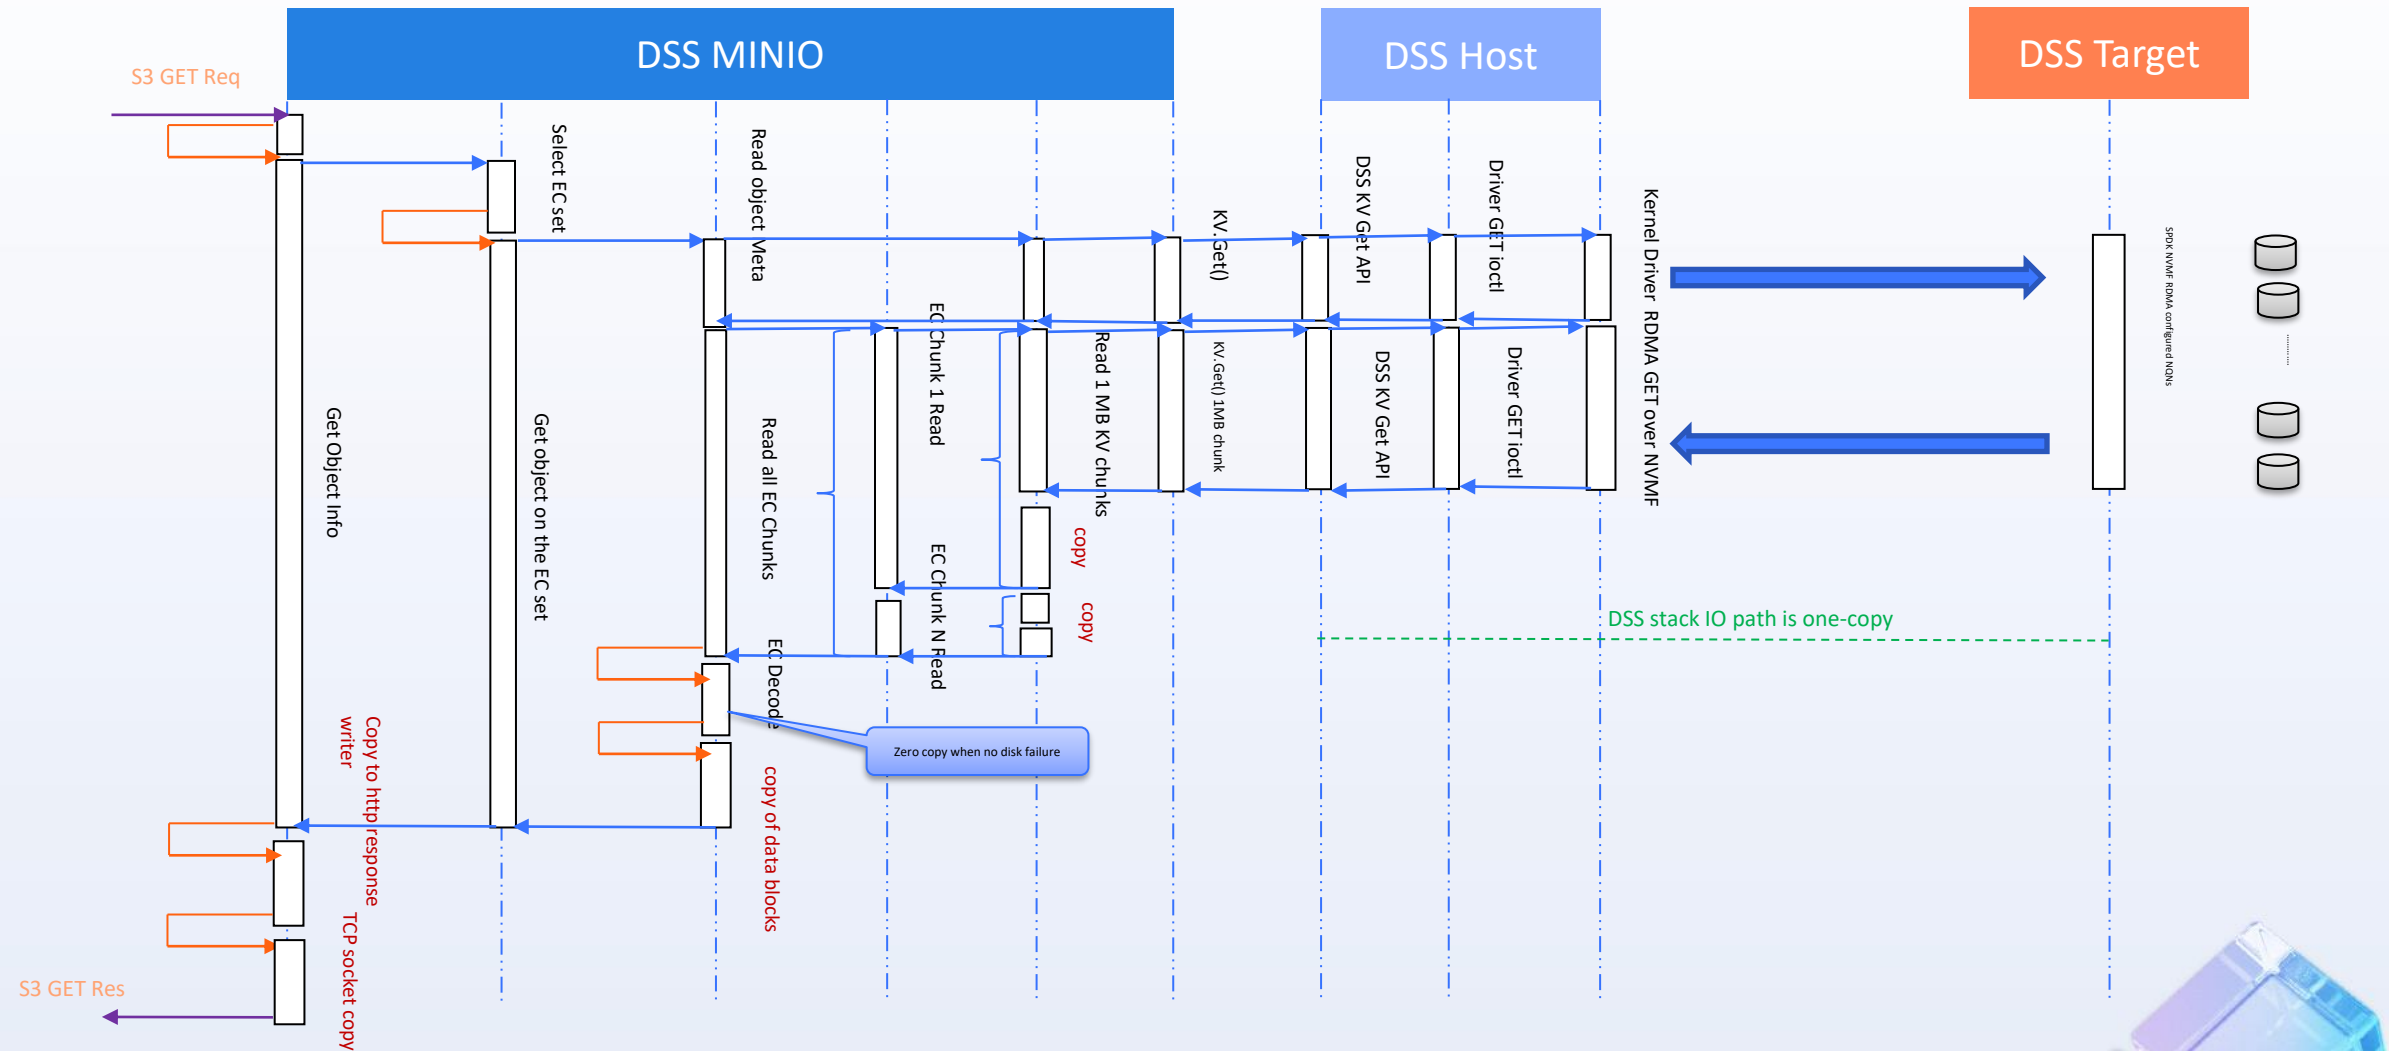 DSS MINIO
DSS Host
DSS Target
S3 GET Req
Select EC set
Read object Meta
KV.Get()
DSS KV Get API
Driver GET ioctl
Kernel Driver RDMA GET over NVMF
SPDK NVMF RDMA configured NQNs
............
Get Object Info
Get object on the EC set
Read all EC Chunks
EC Chunk 1 Read
Read 1 MB KV chunks
KV.Get() 1MB chunk
DSS KV Get API
Driver GET ioctl
copy
EC Chunk N Read
copy
DSS stack IO path is one-copy
EC Decode
Zero copy when no disk failure
copy of data blocks
Copy to http response
writer
TCP socket copy
S3 GET Res